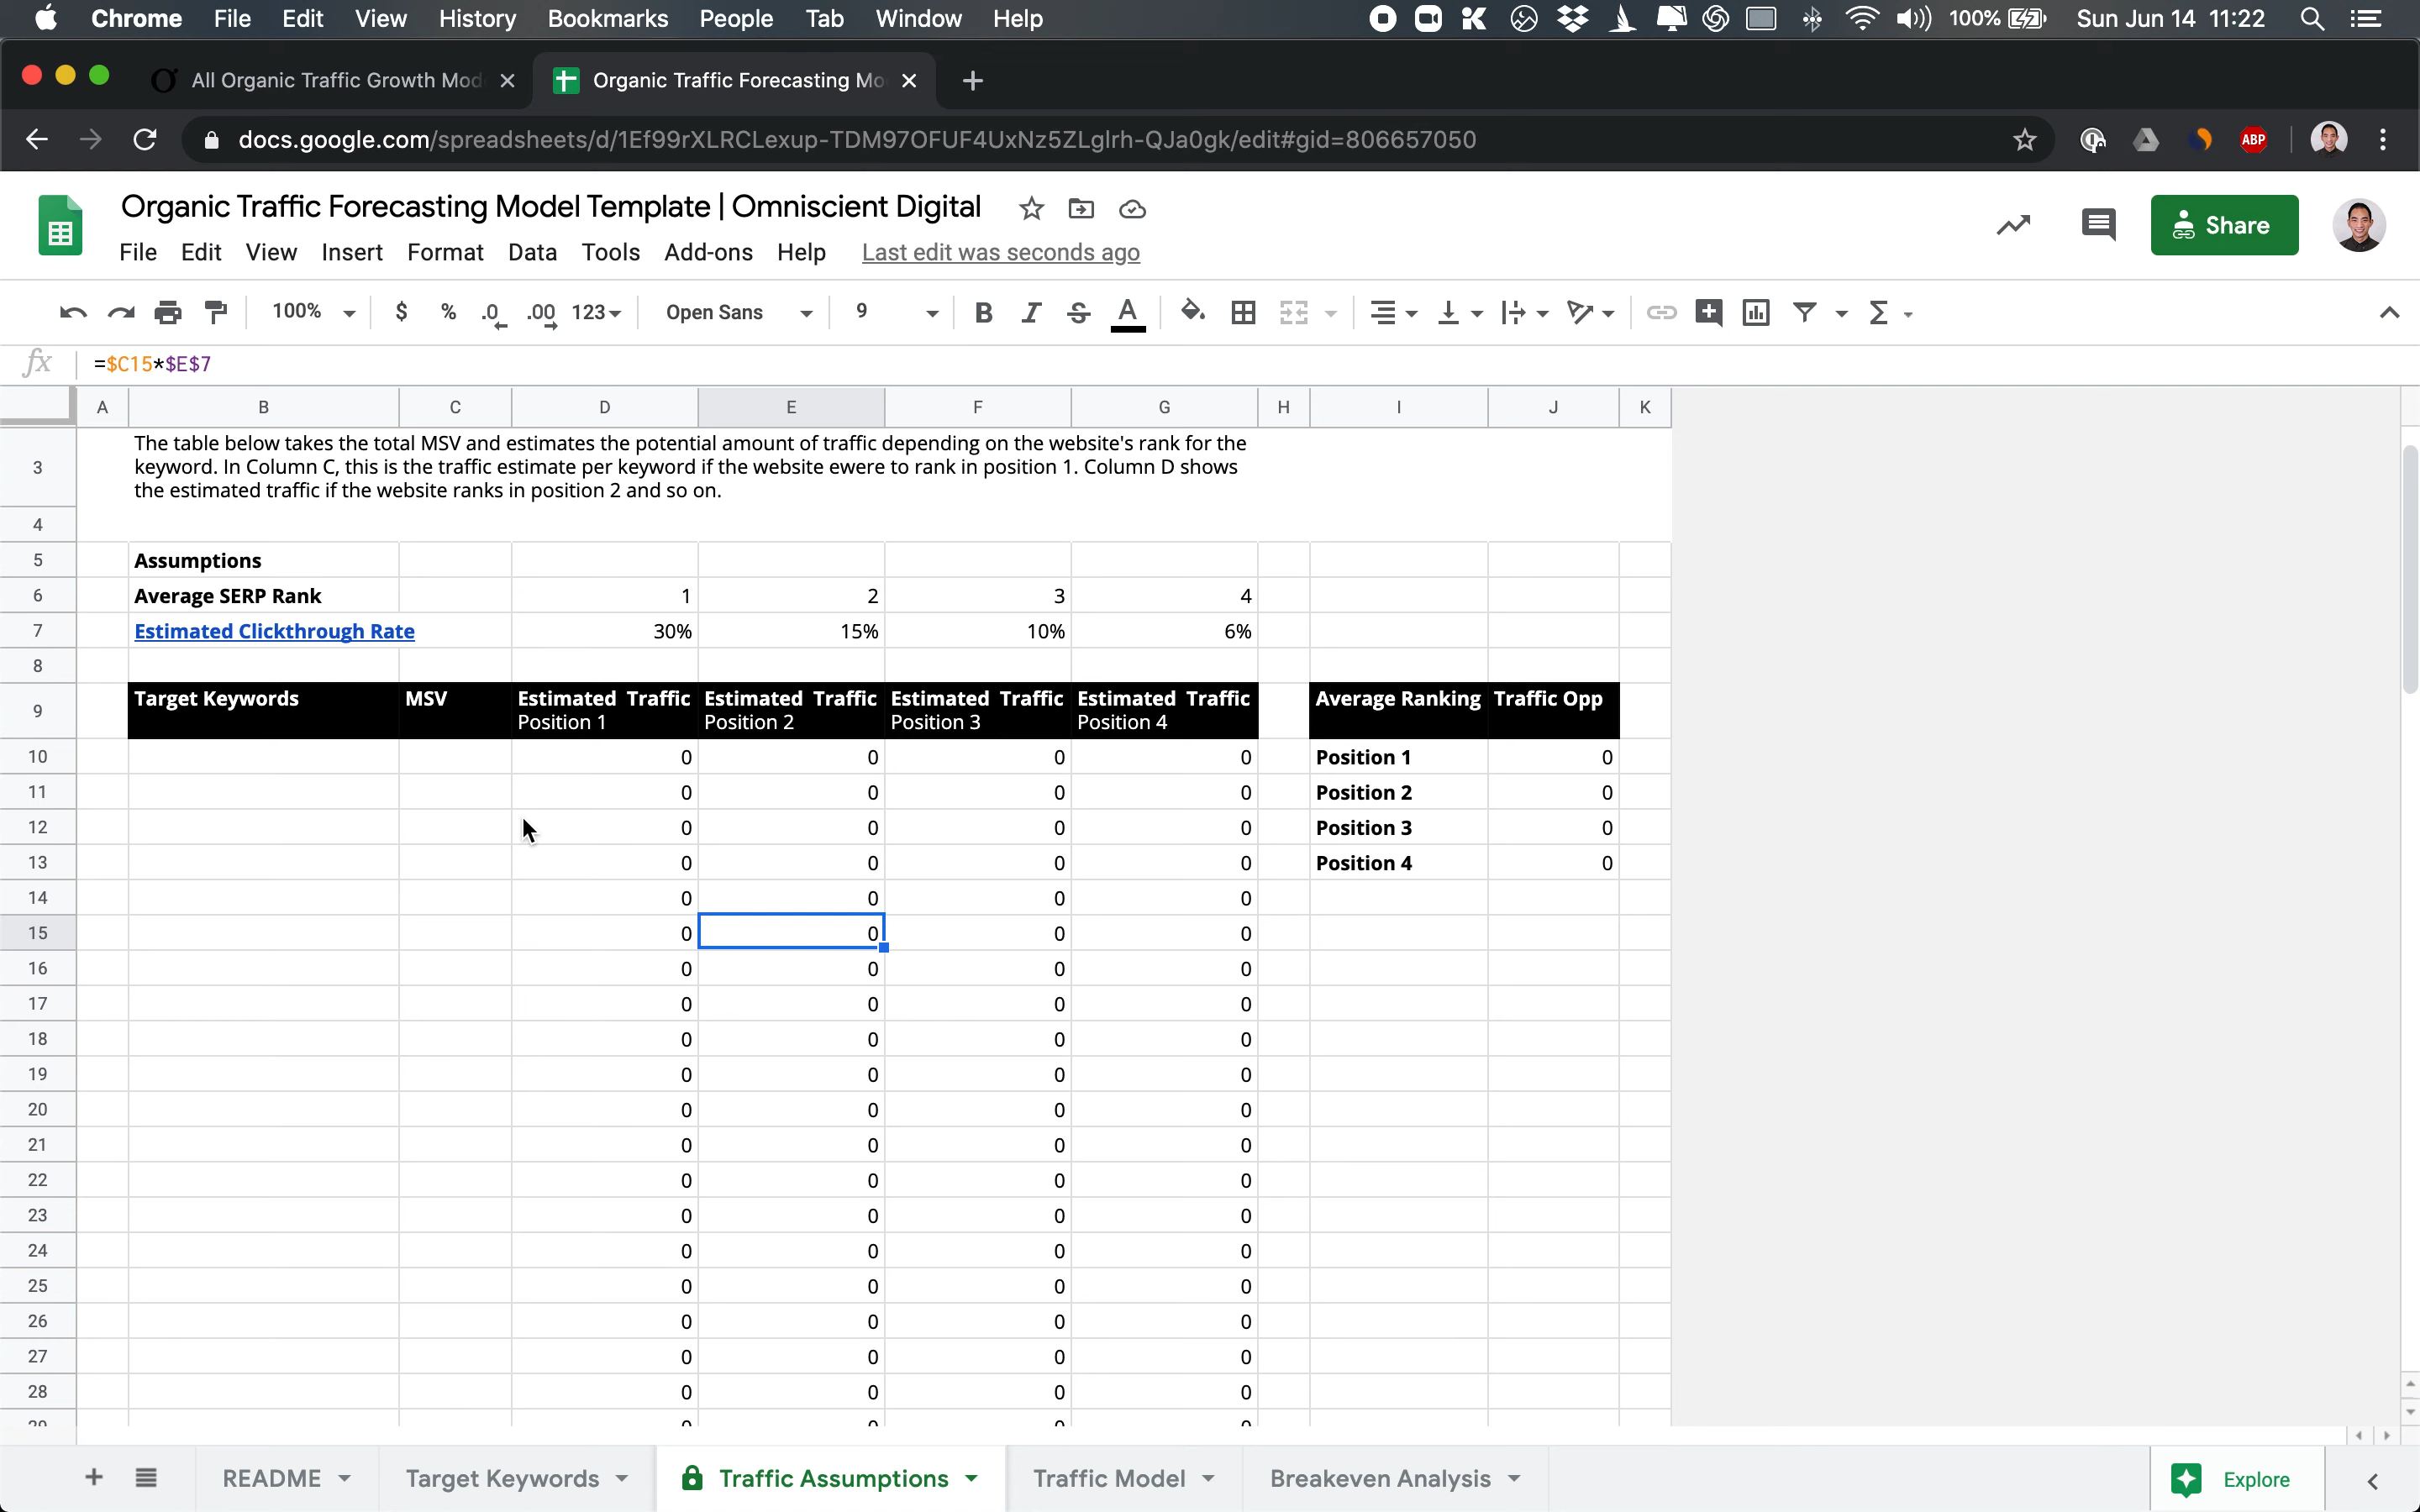 Chrome File Edit View History Bookmarks People Tab Window Help 100% Sun Jun 14 11:22
All Organic Traffic Growth Mod Organic Traffic Forecasting Mo
docs.google.com/spreadsheets/d/1Ef99rXLRCLexup-TDM97OFUF4UxNz5ZLglrh-QJa0gk/edit#gid=806657050 ABP
Organic Traffic Forecasting Model Template | Omniscient Digital
File Edit View Insert Format Data Tools Add-ons Help Last edit was seconds ago Share
100% $ % .0 .00 123 Open Sans 9 B I S A Σ
fx =$C15*$E$7
A B C D E F G H I J K
3 The table below takes the total MSV and estimates the potential amount of traffic depending on the website's rank for the
keyword. In Column C, this is the traffic estimate per keyword if the website ewere to rank in position 1. Column D shows
the estimated traffic if the website ranks in position 2 and so on.
4
5 Assumptions
6 Average SERP Rank 1 2 3 4
7 Estimated Clickthrough Rate 30% 15% 10% 6%
8
9 Target Keywords MSV Estimated Traffic Estimated Traffic Estimated Traffic Estimated Traffic Average Ranking Traffic Opp
Position 1 Position 2 Position 3 Position 4
10 0 0 0 0 Position 1 0
11 0 0 0 0 Position 2 0
12 0 0 0 0 Position 3 0
13 0 0 0 0 Position 4 0
14 0 0 0 0
15 0 0 0 0
16 0 0 0 0
17 0 0 0 0
18 0 0 0 0
19 0 0 0 0
20 0 0 0 0
21 0 0 0 0
22 0 0 0 0
23 0 0 0 0
24 0 0 0 0
25 0 0 0 0
26 0 0 0 0
27 0 0 0 0
28 0 0 0 0
29 0 0 0 0
README Target Keywords Traffic Assumptions Traffic Model Breakeven Analysis Explore